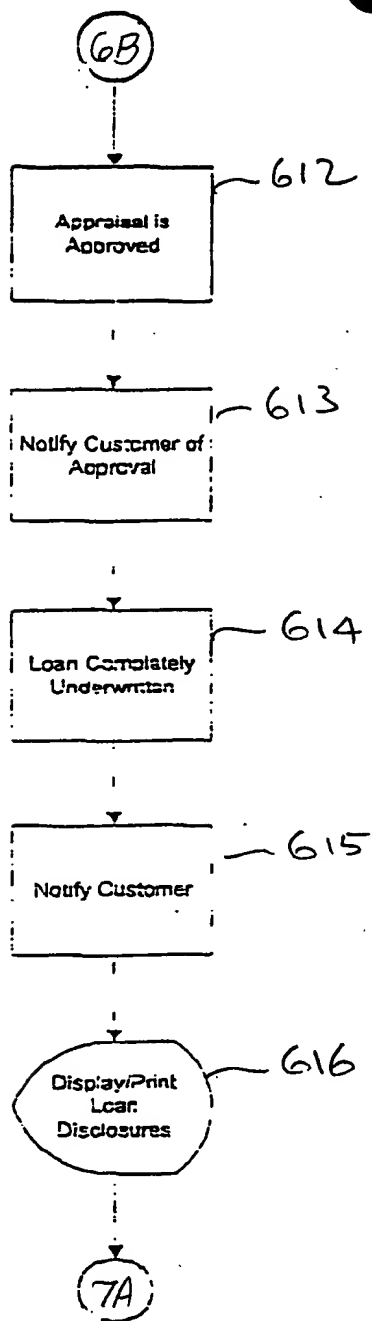 6B
612
Appraisal is
Approved
613
Notify Customer of
Approval
614
Loan Completely
Underwritten
615
Notify Customer
616
Display/Print
Loan
Disclosures
7A